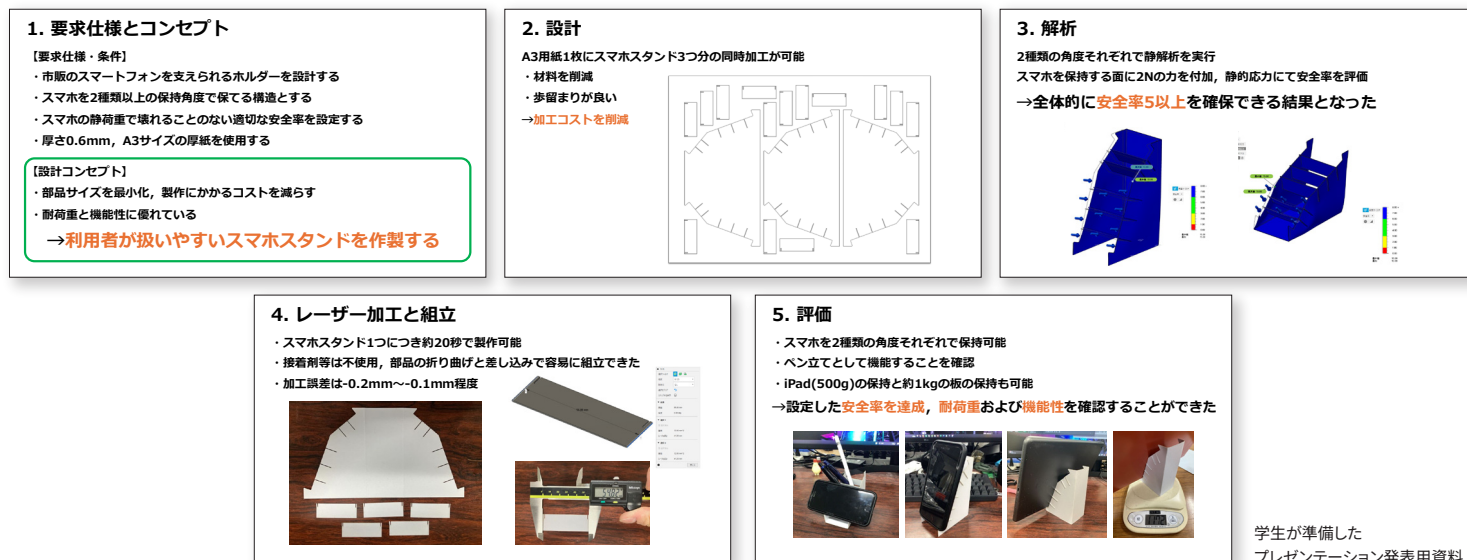 1. 要求仕様とコンセプト
【要求仕様・条件】
・市販のスマートフォンを支えられるホルダーを設計する
・スマホを2種類以上の保持角度で保てる構造とする
・スマホの静荷重で壊れることのない適切な安全率を設定する
・厚さ0.6mm，A3サイズの厚紙を使用する
【設計コンセプト】
・部品サイズを最小化，製作にかかるコストを減らす
・耐荷重と機能性に優れている
→利用者が扱いやすいスマホスタンドを作製する
2. 設計
A3用紙1枚にスマホスタンド3つ分の同時加工が可能
・材料を削減
・歩留まりが良い
→加工コストを削減
3. 解析
2種類の角度それぞれで静解析を実行
スマホを保持する面に2Nの力を付加，静的応力にて安全率を評価
→全体的に安全率5以上を確保できる結果となった
4. レーザー加工と組立
・スマホスタンド1つにつき約20秒で製作可能
・接着剤等は不使用，部品の折り曲げと差し込みで容易に組立できた
・加工誤差は-0.2mm～-0.1mm程度
5. 評価
・スマホを2種類の角度それぞれで保持可能
・ペン立てとして機能することを確認
・iPad(500g)の保持と約1kgの板の保持も可能
→設定した安全率を達成，耐荷重および機能性を確認することができた
学生が準備した
プレゼンテーション発表用資料